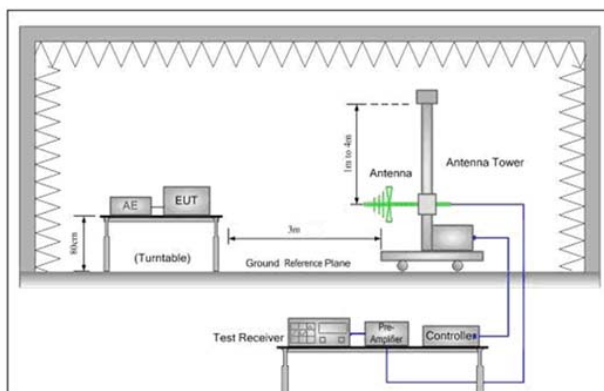 1m to 4m
Antenna
Antenna Tower
AE
EUT
80cm
(Turntable)
3m
Ground Reference Plane
Test Receiver
Pre-
Amplifier
Controller